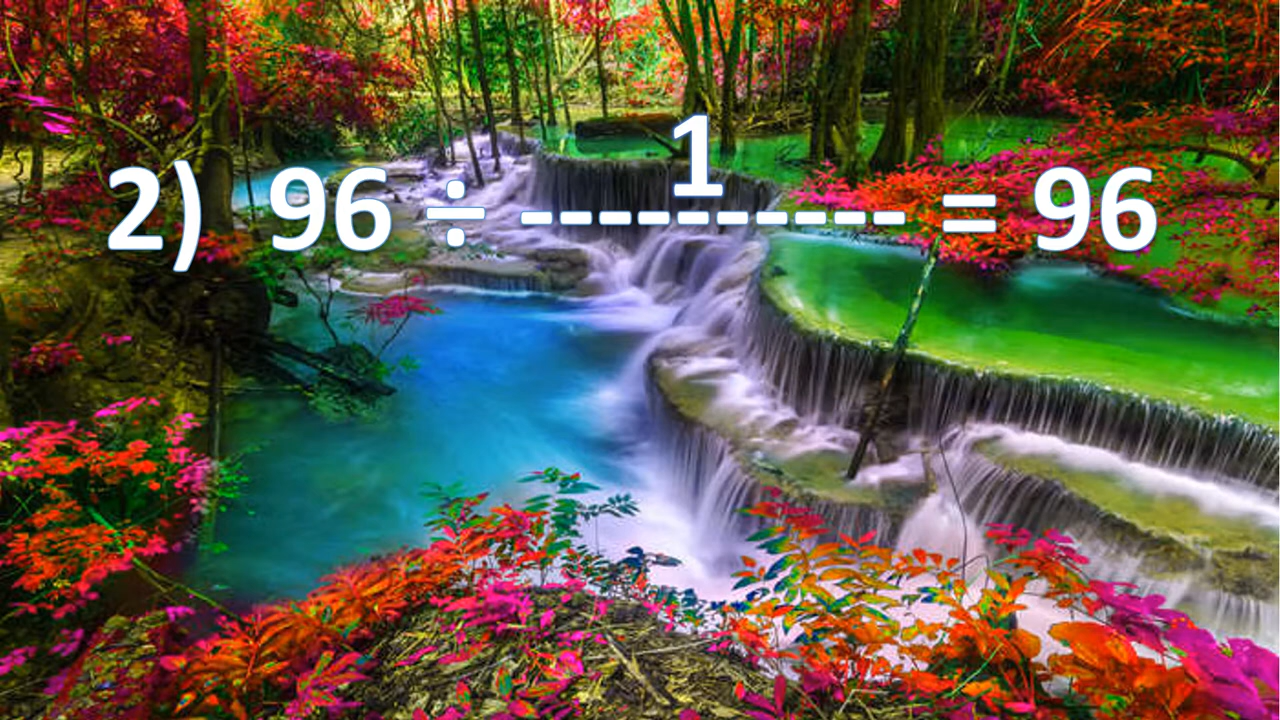 2) 96 ÷ ----------- = 96
1